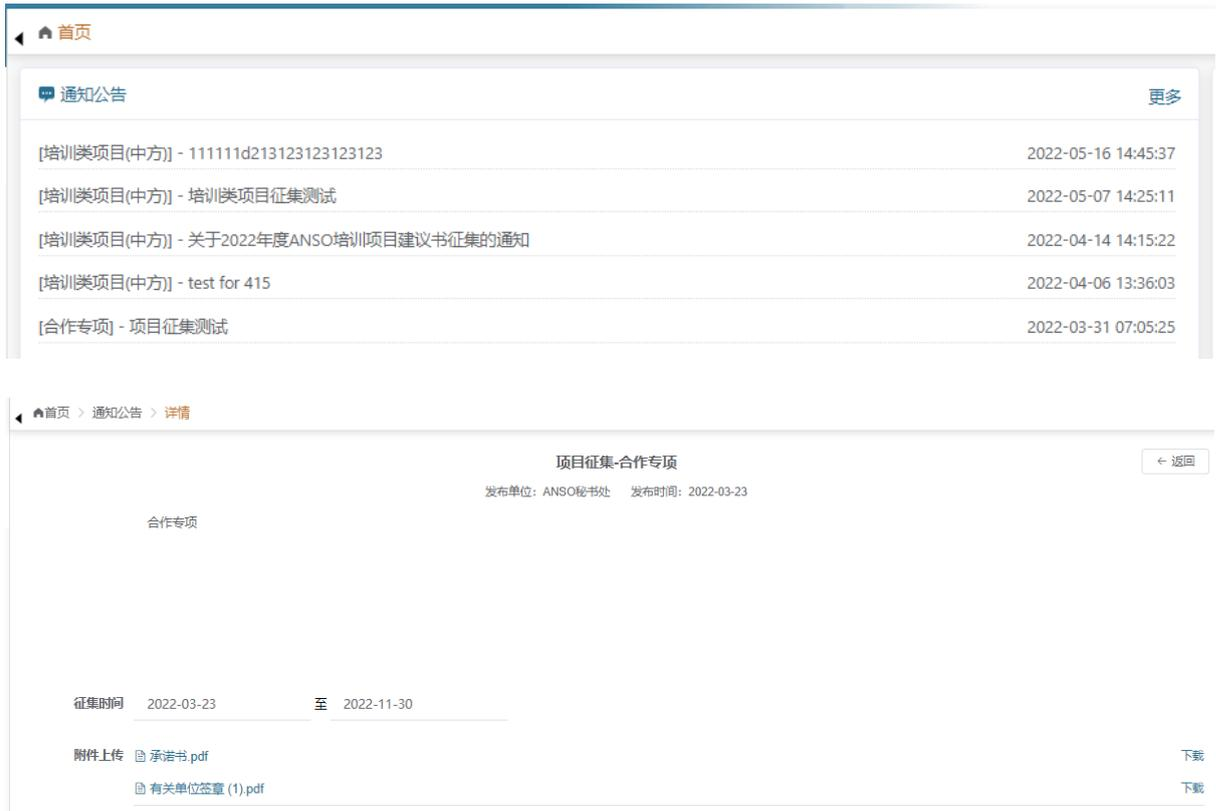 首页
通知公告 更多
[培训类项目(中方)] - 111111d213123123123123 2022-05-16 14:45:37
[培训类项目(中方)] - 培训类项目征集测试 2022-05-07 14:25:11
[培训类项目(中方)] - 关于2022年度ANSO培训项目建议书征集的通知 2022-04-14 14:15:22
[培训类项目(中方)] - test for 415 2022-04-06 13:36:03
[合作专项] - 项目征集测试 2022-03-31 07:05:25
首页 > 通知公告 > 详情
项目征集-合作专项 ← 返回
发布单位：ANSO秘书处 发布时间：2022-03-23
合作专项
征集时间 2022-03-23 至 2022-11-30
附件上传 承诺书.pdf 下载
有关单位签章 (1).pdf 下载